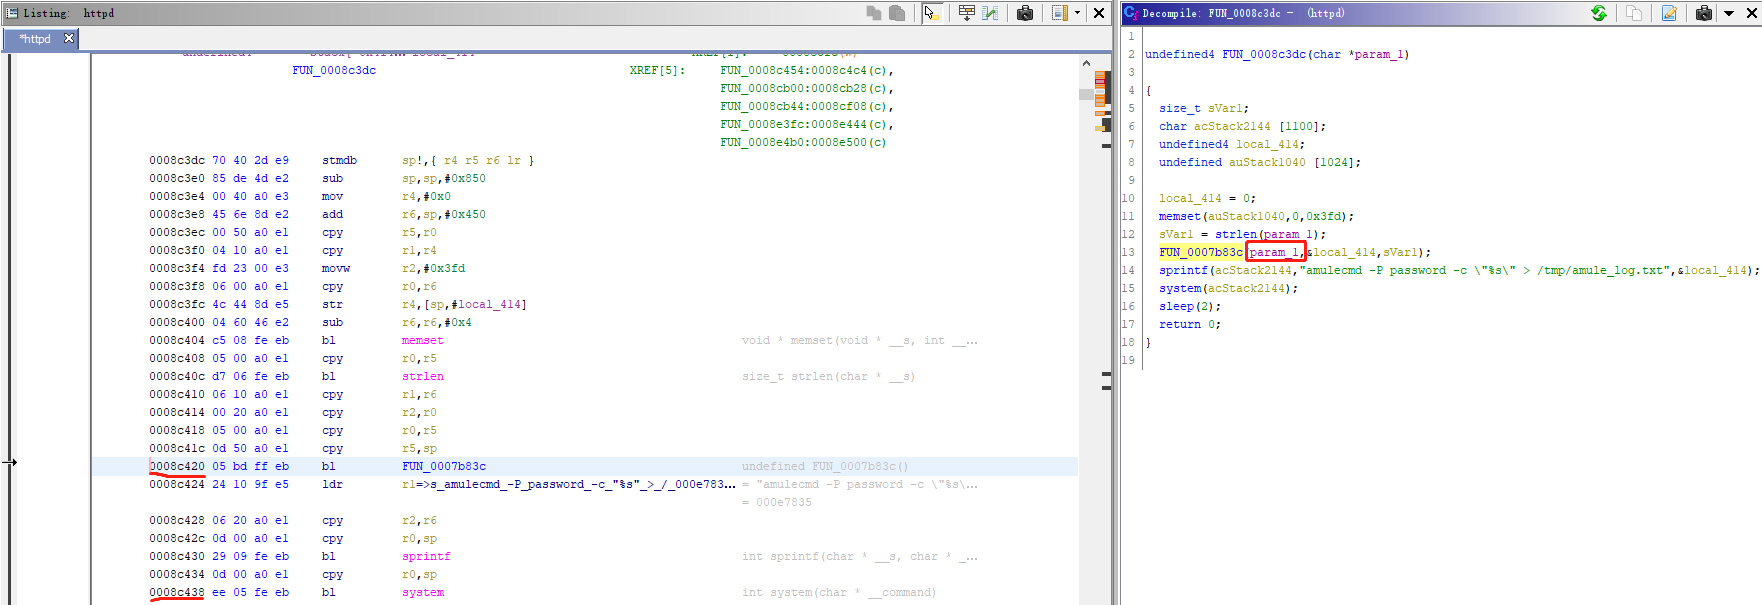 Listing: httpd
*httpd
FUN_0008c3dc XREF[5]: FUN_0008c454:0008c4c4(c),
FUN_0008cb00:0008cb28(c),
FUN_0008cb44:0008cf08(c),
FUN_0008e3fc:0008e444(c),
FUN_0008e4b0:0008e500(c)
0008c3dc 70 40 2d e9 stmdb sp!,{ r4 r5 r6 lr }
0008c3e0 85 de 4d e2 sub sp,sp,#0x850
0008c3e4 00 40 a0 e3 mov r4,#0x0
0008c3e8 45 6e 8d e2 add r6,sp,#0x450
0008c3ec 00 50 a0 e1 cpy r5,r0
0008c3f0 04 10 a0 e1 cpy r1,r4
0008c3f4 fd 23 00 e3 movw r2,#0x3fd
0008c3f8 06 00 a0 e1 cpy r0,r6
0008c3fc 4c 44 8d e5 str r4,[sp,#local_414]
0008c400 04 60 46 e2 sub r6,r6,#0x4
0008c404 c5 08 fe eb bl memset void * memset(void * __s, int __...
0008c408 05 00 a0 e1 cpy r0,r5
0008c40c d7 06 fe eb bl strlen size_t strlen(char * __s)
0008c410 06 10 a0 e1 cpy r1,r6
0008c414 00 20 a0 e1 cpy r2,r0
0008c418 05 00 a0 e1 cpy r0,r5
0008c41c 0d 50 a0 e1 cpy r5,sp
0008c420 05 bd ff eb bl FUN_0007b83c undefined FUN_0007b83c()
0008c424 24 10 9f e5 ldr r1=>s_amulecmd_-P_password_-c_"%s"_>_/_000e783... = "amulecmd -P password -c \"%s\...
= 000e7835
0008c428 06 20 a0 e1 cpy r2,r6
0008c42c 0d 00 a0 e1 cpy r0,sp
0008c430 29 09 fe eb bl sprintf int sprintf(char * __s, char * _...
0008c434 0d 00 a0 e1 cpy r0,sp
0008c438 ee 05 fe eb bl system int system(char * __command)
Decompile: FUN_0008c3dc - (httpd)
1
2 undefined4 FUN_0008c3dc(char *param_1)
3
4 {
5 size_t sVar1;
6 char acStack2144 [1100];
7 undefined4 local_414;
8 undefined auStack1040 [1024];
9
10 local_414 = 0;
11 memset(auStack1040,0,0x3fd);
12 sVar1 = strlen(param_1);
13 FUN_0007b83c(param_1,&local_414,sVar1);
14 sprintf(acStack2144,"amulecmd -P password -c \"%s\" > /tmp/amule_log.txt",&local_414);
15 system(acStack2144);
16 sleep(2);
17 return 0;
18 }
19